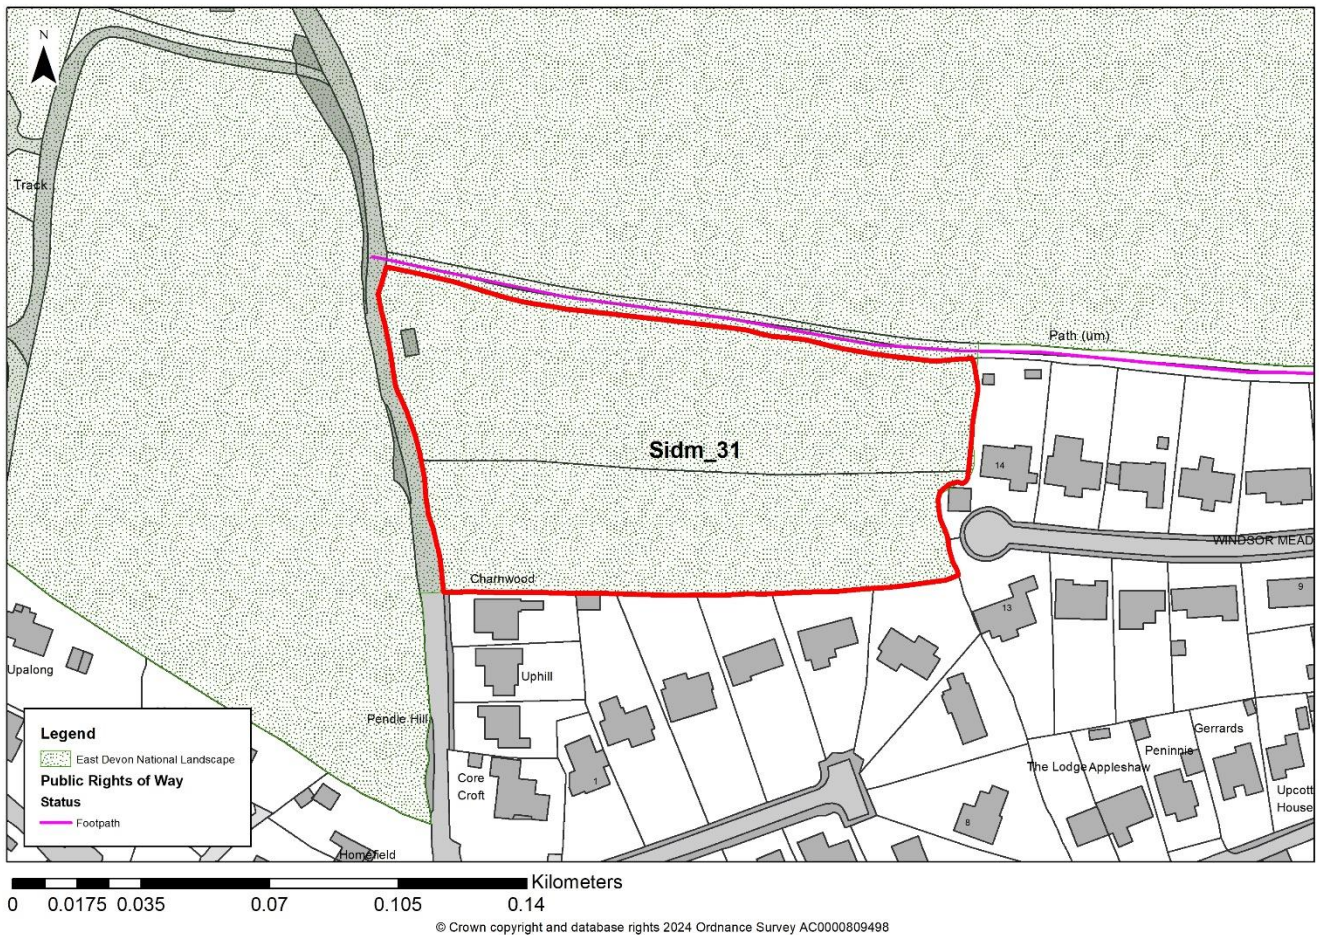 N
Track
Path (um)
Sidm_31
14
WINDSOR MEAD
Charnwood
13
9
Upalong
Uphill
Pendle Hill
Gerrards
Peninnis
The Lodge
Appleshaw
Core
Croft
1
Upcott
House
8
Homefield
Legend
East Devon National Landscape
Public Rights of Way
Status
Footpath
Kilometers
0 0.0175 0.035 0.07 0.105 0.14
© Crown copyright and database rights 2024 Ordnance Survey AC0000809498